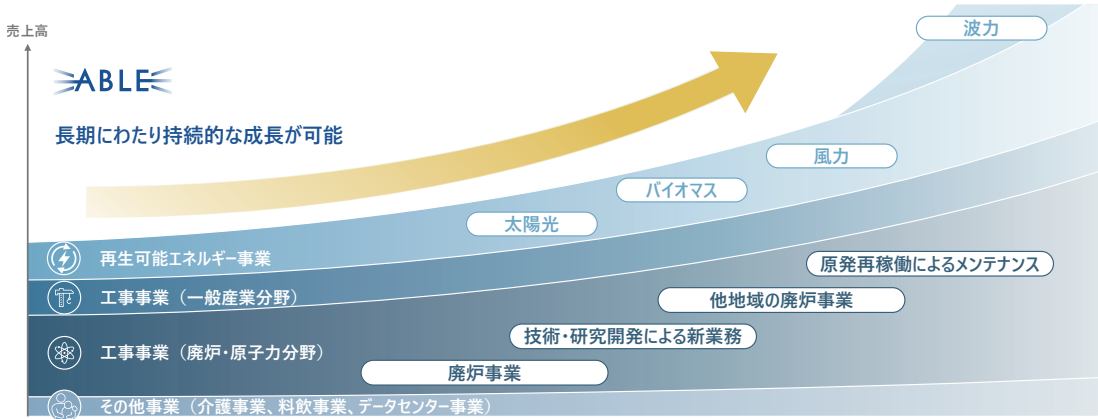 売上高
ABLE
長期にわたり持続的な成長が可能
波力
風力
バイオマス
太陽光
再生可能エネルギー事業
原発再稼働によるメンテナンス
工事事業（一般産業分野）
他地域の廃炉事業
技術・研究開発による新業務
工事事業（廃炉・原子力分野）
廃炉事業
その他事業（介護事業、料飲事業、データセンター事業）